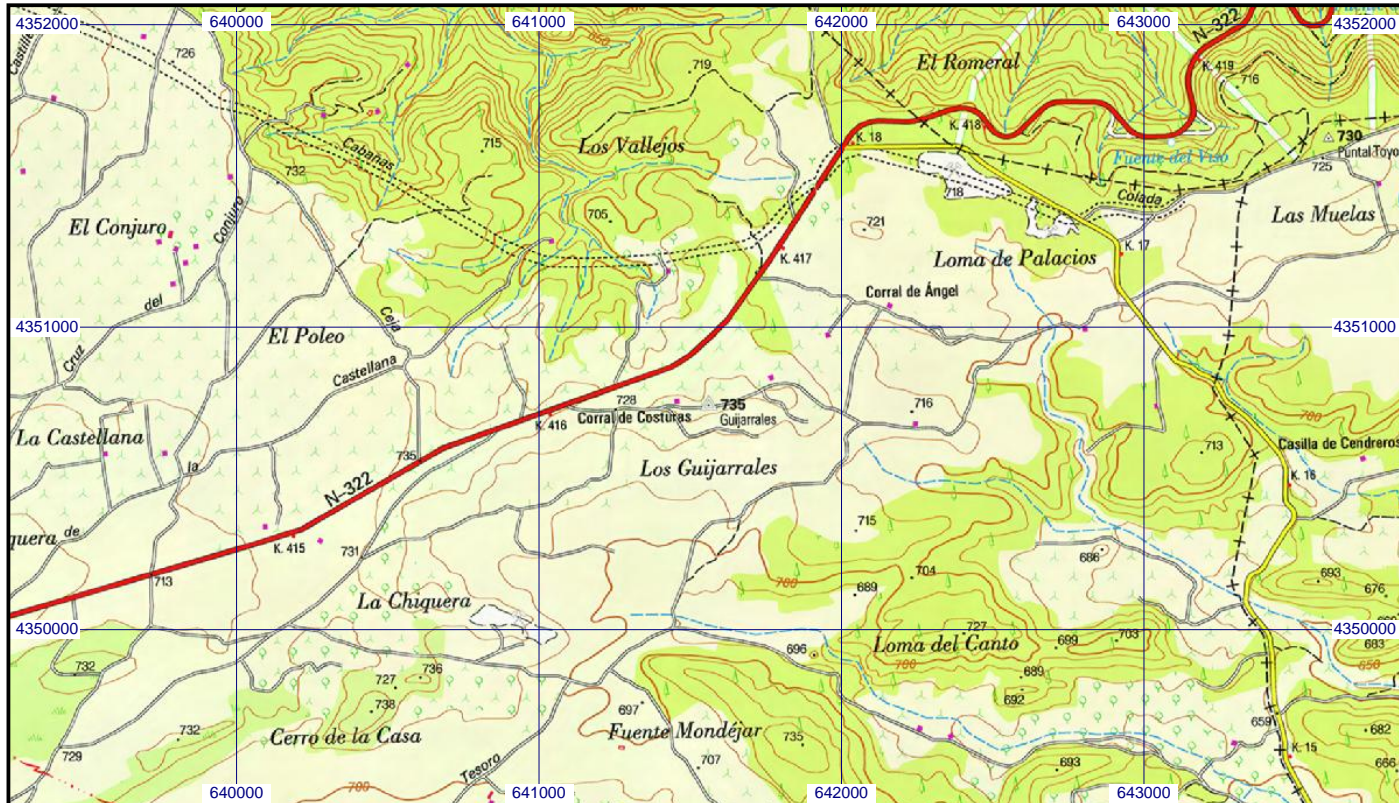 4352000
640000
641000
642000
643000
4352000
Castille
726
650
719
El Romeral
N-322
K. 419
716
K. 418
K. 18
715
Cabañas
Los Vallejos
Fuente del Viso
730
Puntal Toyo
725
732
718
Colada
705
721
Las Muelas
El Conjuro
Conjuro
K. 17
K. 417
Loma de Palacios
Corral de Ángel
del
4351000
Ceja
El Poleo
4351000
Cruz
Castellana
728
735
Guijarrales
Corral de Costuras
K. 416
716
700
La Castellana
713
Casilla de Cendreros
735
la
Los Guijarrales
K. 16
N-322
715
quera de
K. 415
731
686
713
700
704
689
693
676
La Chiquera
4350000
727
699
703
4350000
Loma del Canto
683
696
700
650
732
736
727
689
692
738
697
659
732
Cerro de la Casa
Fuente Mondéjar
735
682
729
K. 15
707
693
666
Tesoro
700
640000
641000
642000
643000